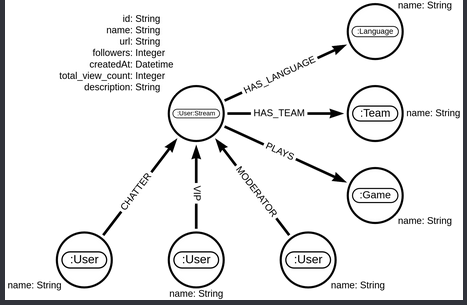 id: String
name: String
url: String
followers: Integer
createdAt: Datetime
total_view_count: Integer
description: String
name: String
:Language
HAS_LANGUAGE
:User:Stream
HAS_TEAM
:Team
name: String
PLAYS
:Game
name: String
CHATTER
VIP
MODERATOR
:User
:User
:User
name: String
name: String
name: String